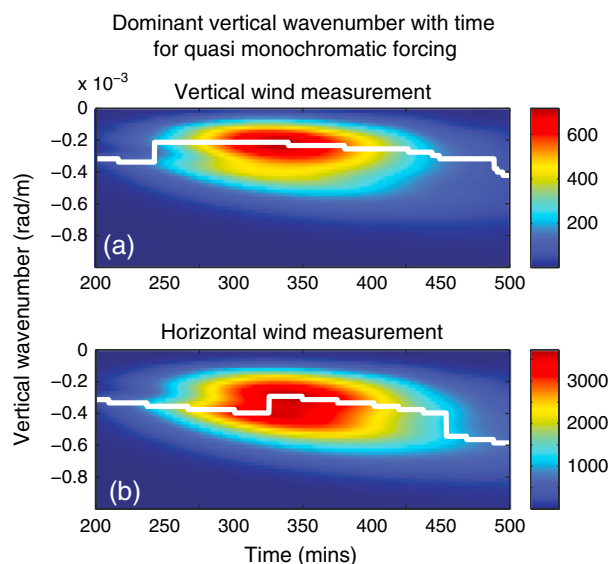 Dominant vertical wavenumber with time
for quasi monochromatic forcing
x 10⁻³
Vertical wind measurement
0
−0.2
−0.4
−0.6
−0.8
(a)
200 250 300 350 400 450 500
600
400
200
Vertical wavenumber (rad/m)
Horizontal wind measurement
0
−0.2
−0.4
−0.6
−0.8
(b)
200 250 300 350 400 450 500
3000
2000
1000
Time (mins)